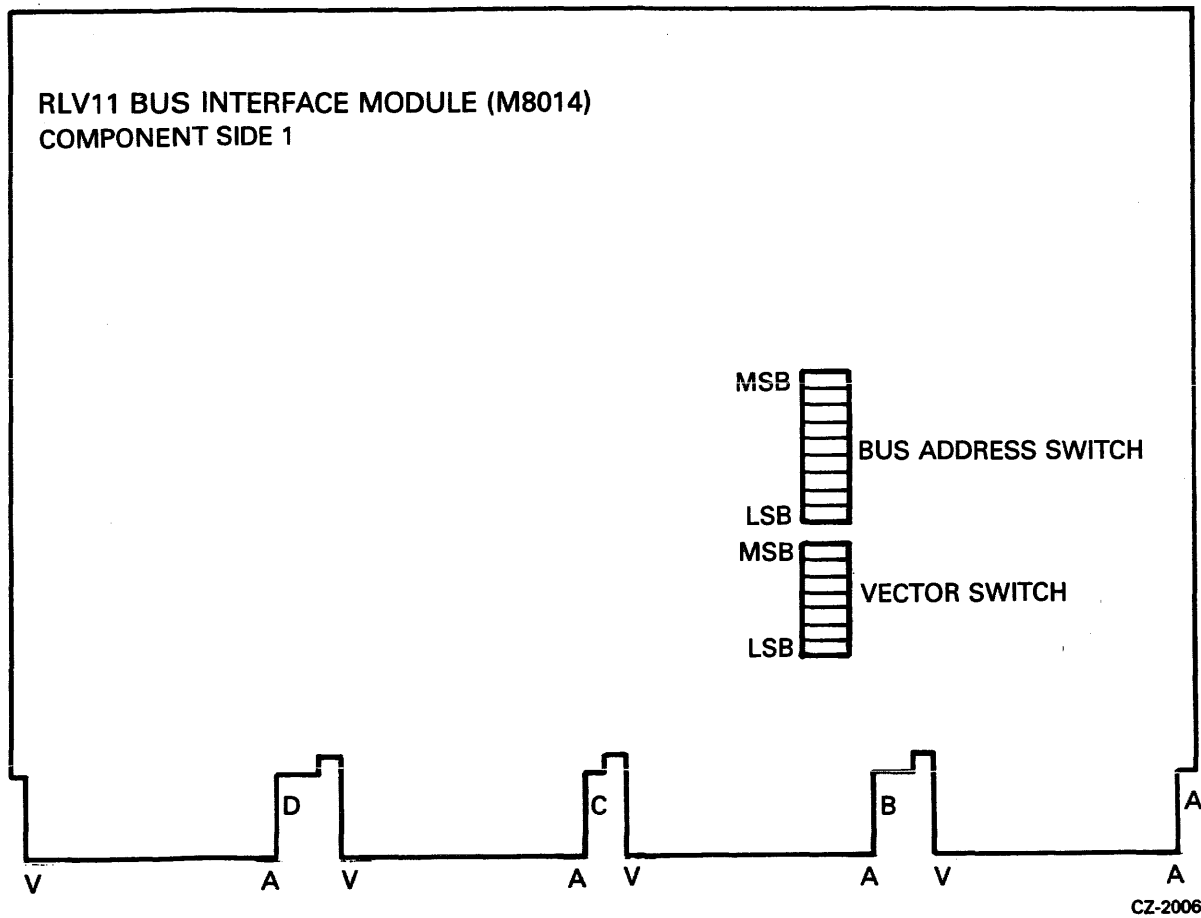 RLV11 BUS INTERFACE MODULE (M8014)
COMPONENT SIDE 1
MSB
BUS ADDRESS SWITCH
LSB
MSB
VECTOR SWITCH
LSB
D
C
B
A
V
A
V
A
V
A
V
A
CZ-2006